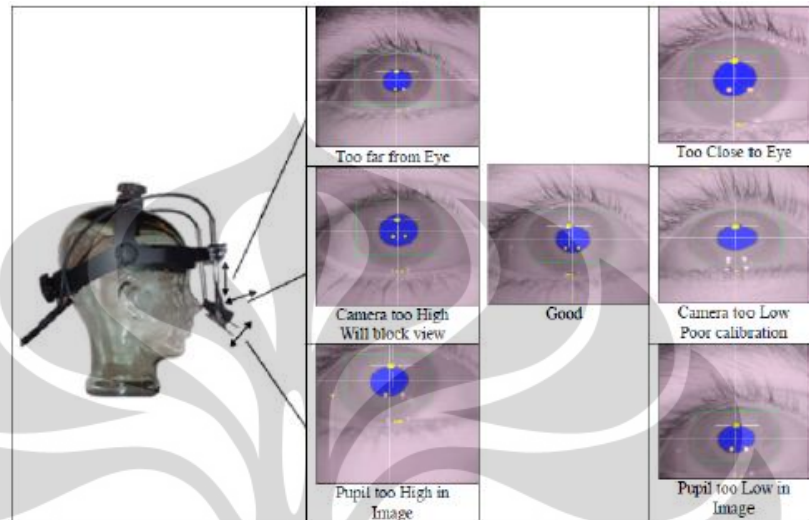 Too far from Eye
Too Close to Eye
Camera too High
Will block view
Good
Camera too Low
Poor calibration
Pupil too High in
Image
Pupil too Low in
Image